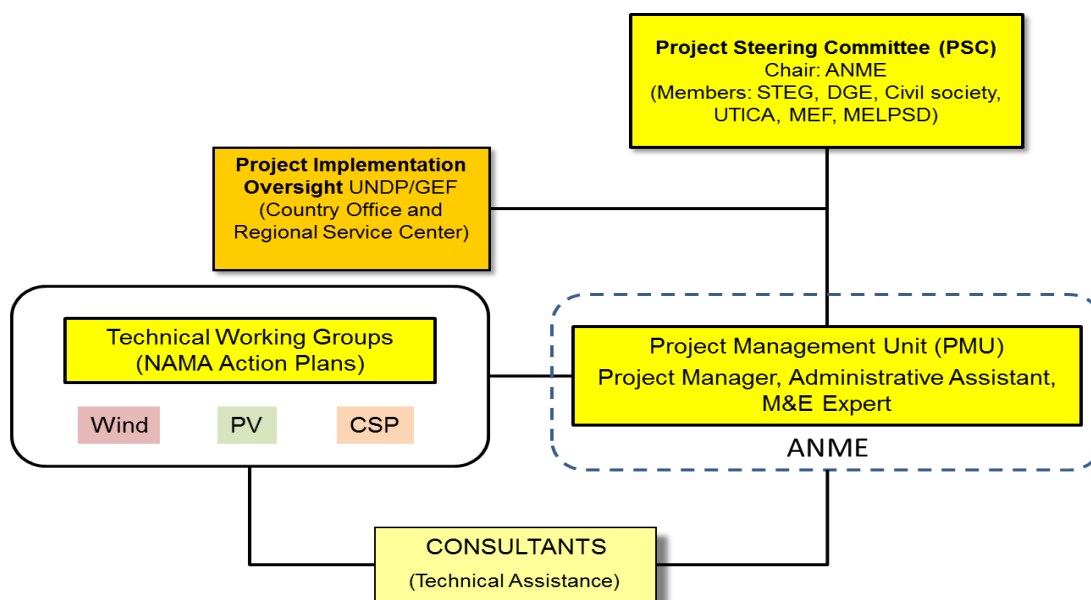 Project Steering Committee (PSC)
Chair: ANME
(Members: STEG, DGE, Civil society,
UTICA, MEF, MELPSD)
Project Implementation
Oversight UNDP/GEF
(Country Office and
Regional Service Center)
Technical Working Groups
(NAMA Action Plans)
Wind
PV
CSP
Project Management Unit (PMU)
Project Manager, Administrative Assistant,
M&E Expert
ANME
CONSULTANTS
(Technical Assistance)